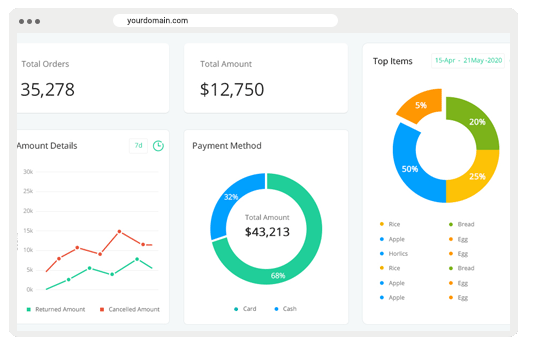 yourdomain.com
Total Orders
35,278
Total Amount
$12,750
Top Items
15-Apr - 21May -2020
5%
20%
50%
25%
Rice
Bread
Apple
Egg
Horlics
Egg
Rice
Bread
Apple
Egg
Apple
Egg
Amount Details
7d
30k
25k
20k
15k
10k
5k
0k
Returned Amount
Cancelled Amount
Payment Method
32%
Total Amount
$43,213
68%
Card
Cash